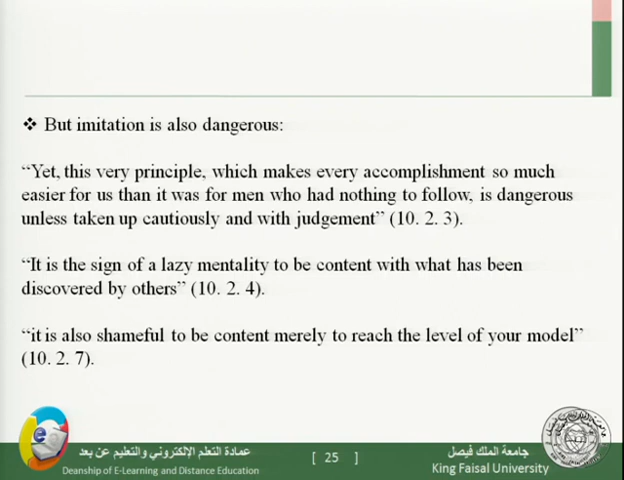 ❖ But imitation is also dangerous:
“Yet, this very principle, which makes every accomplishment so much
easier for us than it was for men who had nothing to follow, is dangerous
unless taken up cautiously and with judgement” (10. 2. 3).
“It is the sign of a lazy mentality to be content with what has been
discovered by others” (10. 2. 4).
“it is also shameful to be content merely to reach the level of your model”
(10. 2. 7).
عمادة التعلم الإلكتروني والتعليم عن بعد
Deanship of E-Learning and Distance Education
[ 25 ]
جامعة الملك فيصل
King Faisal University